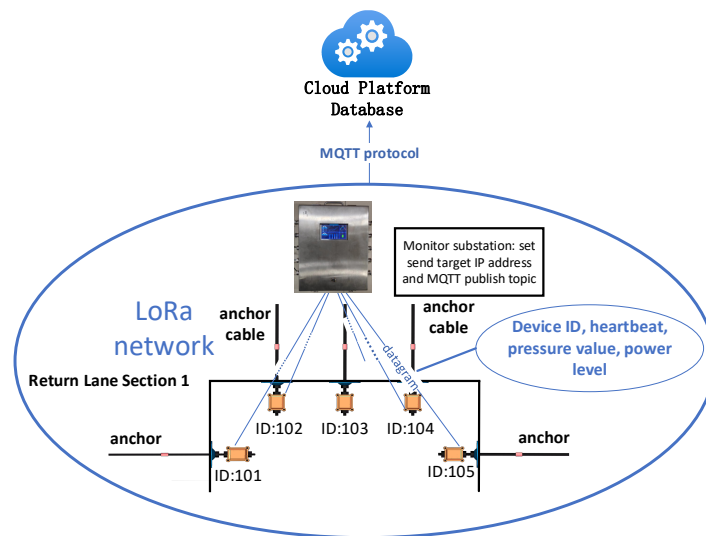 Cloud Platform
Database
MQTT protocol
Monitor substation: set
send target IP address
and MQTT publish topic
LoRa
network
anchor
cable
anchor
cable
Device ID, heartbeat,
pressure value, power
level
datagram
Return Lane Section 1
ID:102
ID:103
ID:104
anchor
anchor
ID:101
ID:105